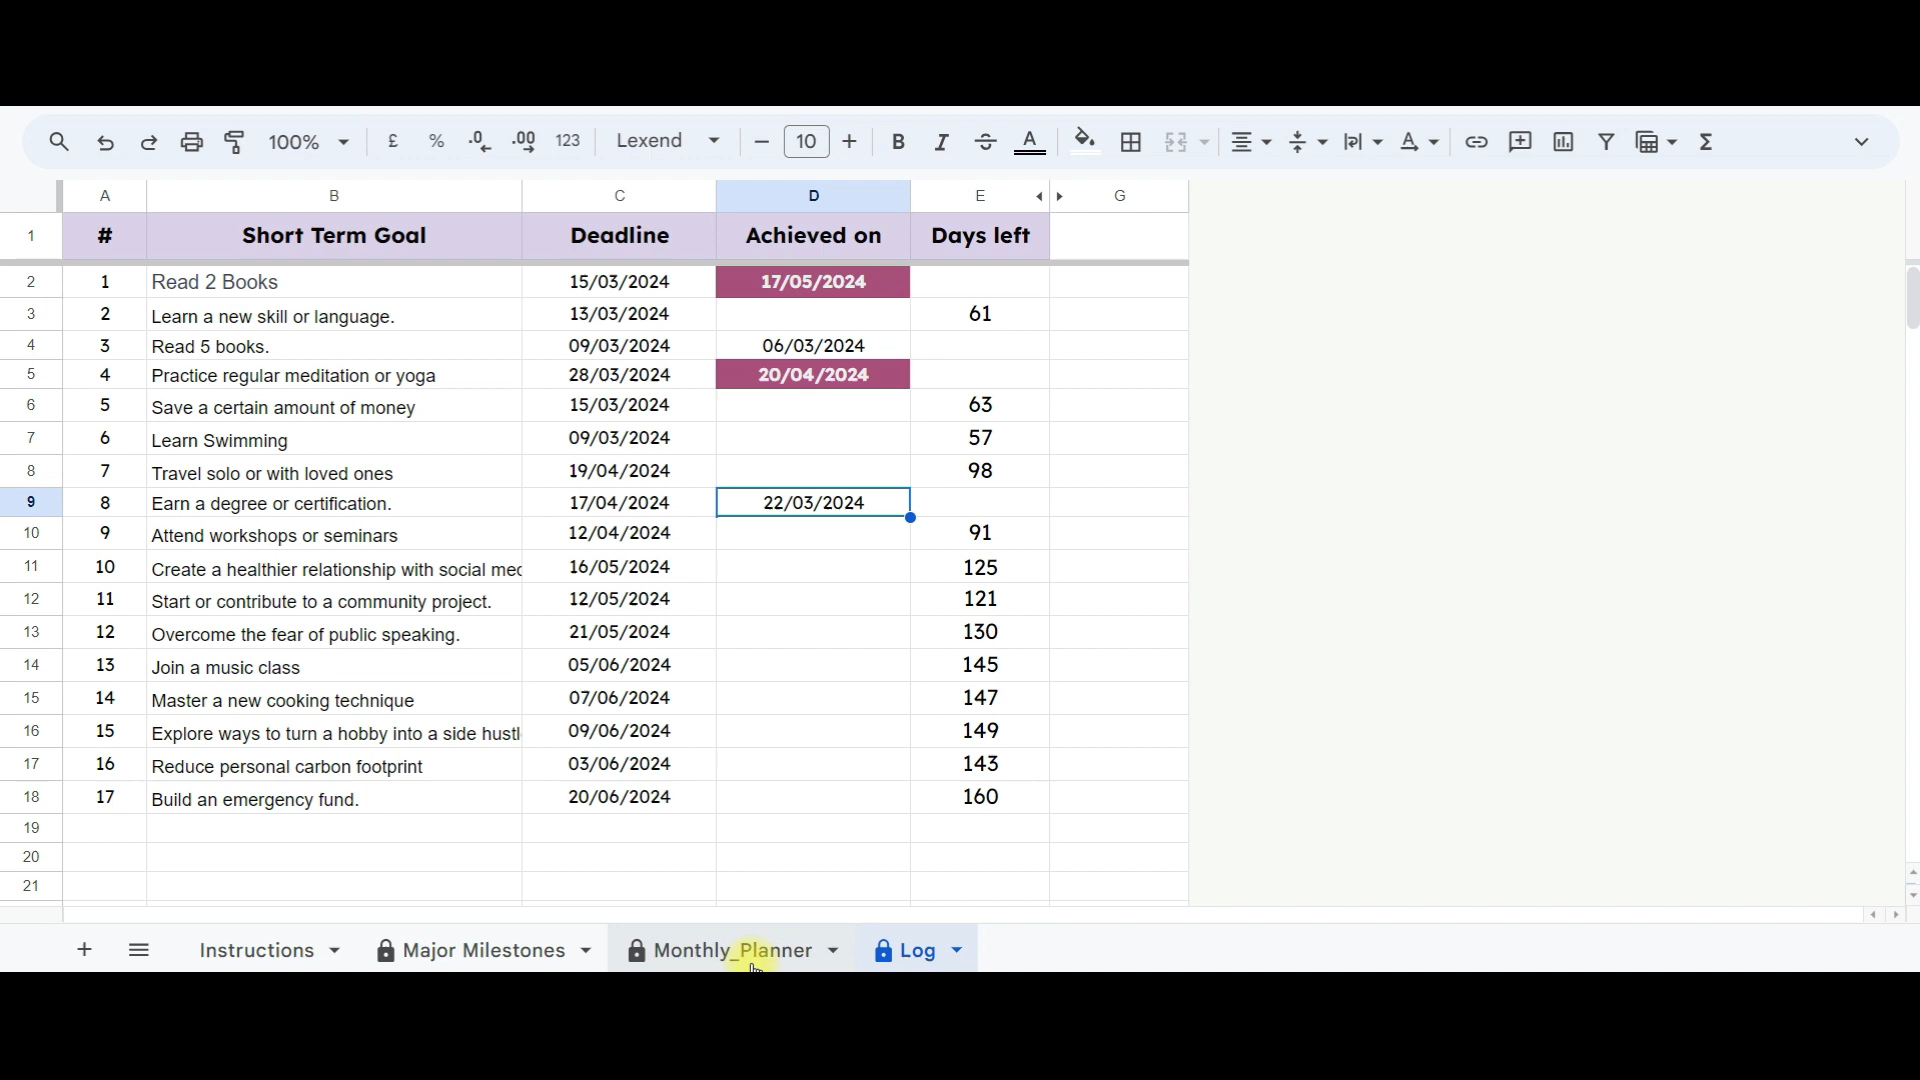 100% £ % .0 .00 123 Lexend 10 B I S A Σ
A B C D E G
1 # Short Term Goal Deadline Achieved on Days left
2 1 Read 2 Books 15/03/2024 17/05/2024
3 2 Learn a new skill or language. 13/03/2024 61
4 3 Read 5 books. 09/03/2024 06/03/2024
5 4 Practice regular meditation or yoga 28/03/2024 20/04/2024
6 5 Save a certain amount of money 15/03/2024 63
7 6 Learn Swimming 09/03/2024 57
8 7 Travel solo or with loved ones 19/04/2024 98
9 8 Earn a degree or certification. 17/04/2024 22/03/2024
10 9 Attend workshops or seminars 12/04/2024 91
11 10 Create a healthier relationship with social med 16/05/2024 125
12 11 Start or contribute to a community project. 12/05/2024 121
13 12 Overcome the fear of public speaking. 21/05/2024 130
14 13 Join a music class 05/06/2024 145
15 14 Master a new cooking technique 07/06/2024 147
16 15 Explore ways to turn a hobby into a side hustl 09/06/2024 149
17 16 Reduce personal carbon footprint 03/06/2024 143
18 17 Build an emergency fund. 20/06/2024 160
19
20
21
Instructions Major Milestones Monthly_Planner Log